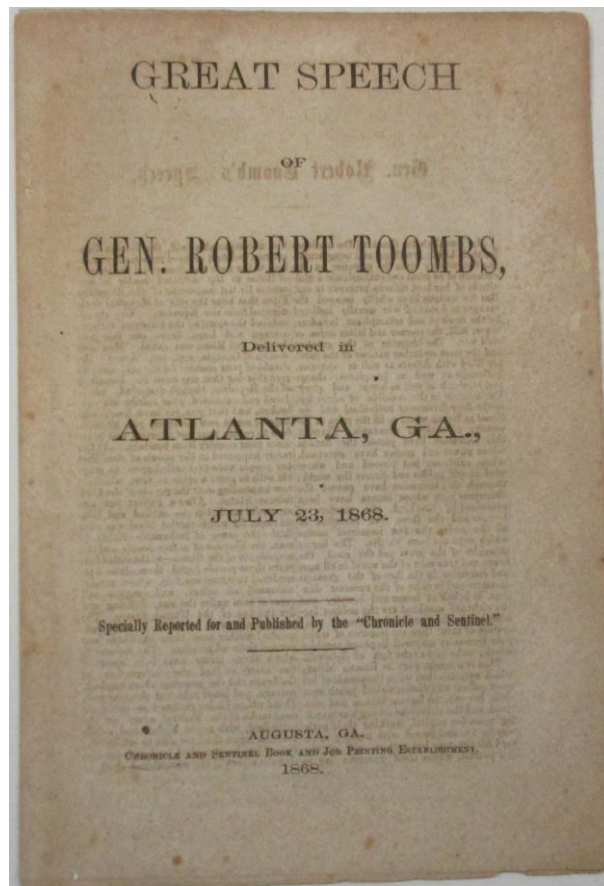 GREAT SPEECH
OF
GEN. ROBERT TOOMBS,
Delivered in
ATLANTA, GA.,
JULY 23, 1868.
Specially Reported for and Published by the "Chronicle and Sentinel."
AUGUSTA, GA.
CHRONICLE AND SENTINEL BOOK AND JOB PRINTING ESTABLISHMENT.
1868.